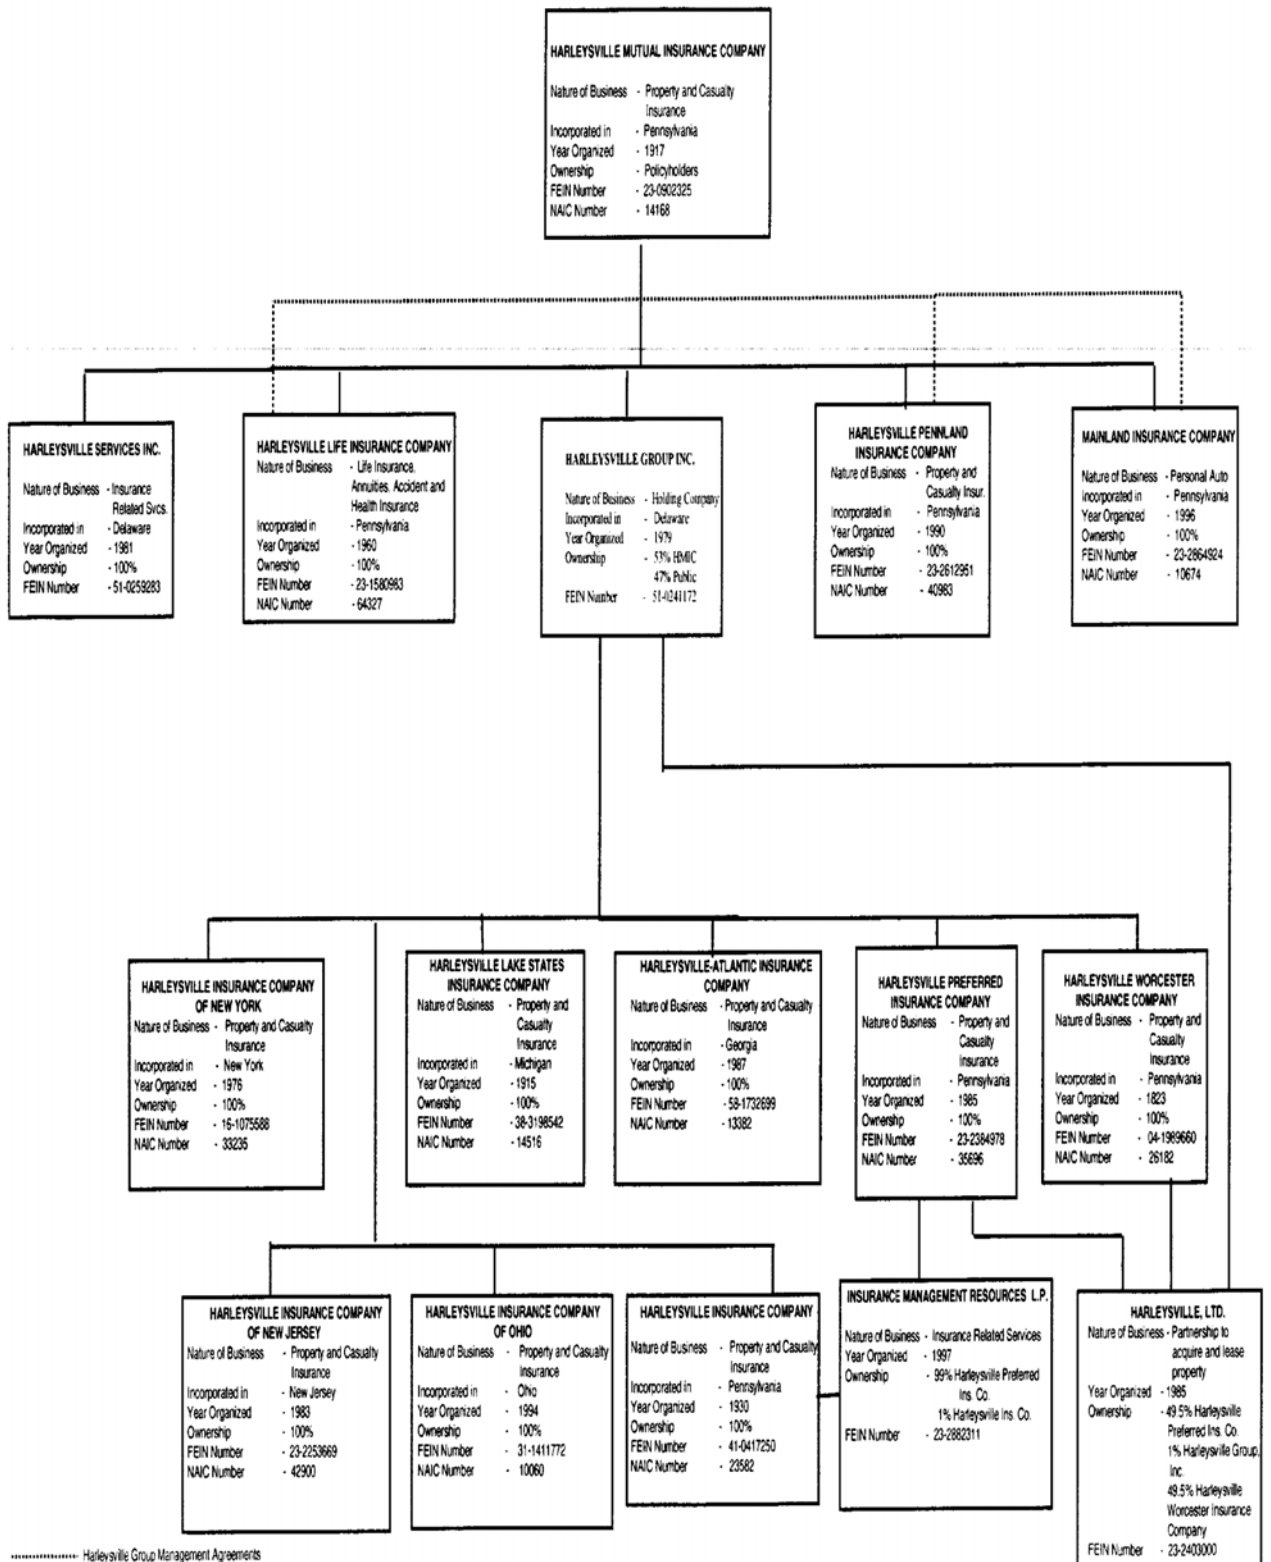 HARLEYSVILLE MUTUAL INSURANCE COMPANY
Nature of Business - Property and Casualty
Insurance
Incorporated in - Pennsylvania
Year Organized - 1917
Ownership - Policyholders
FEIN Number - 23-0902325
NAIC Number - 14168
HARLEYSVILLE SERVICES INC.
Nature of Business - Insurance
Related Svcs.
Incorporated in - Delaware
Year Organized - 1981
Ownership - 100%
FEIN Number - 51-0259283
HARLEYSVILLE LIFE INSURANCE COMPANY
Nature of Business - Life Insurance.
Annuities. Accident and
Health Insurance
Incorporated in - Pennsylvania
Year Organized - 1960
Ownership - 100%
FEIN Number - 23-1580983
NAIC Number - 64327
HARLEYSVILLE GROUP INC.
Nature of Business - Holding Company
Incorporated in - Delaware
Year Organized - 1979
Ownership - 53% HMIC
47% Public
FEIN Number - 51-0241172
HARLEYSVILLE PENNLAND
INSURANCE COMPANY
Nature of Business - Property and
Casualty Insur.
Incorporated in - Pennsylvania
Year Organized - 1990
Ownership - 100%
FEIN Number - 23-2612951
NAIC Number - 40983
MAINLAND INSURANCE COMPANY
Nature of Business - Personal Auto
Incorporated in - Pennsylvania
Year Organized - 1996
Ownership - 100%
FEIN Number - 23-2864924
NAIC Number - 10674
HARLEYSVILLE INSURANCE COMPANY
OF NEW YORK
Nature of Business - Property and Casualty
Insurance
Incorporated in - New York
Year Organized - 1976
Ownership - 100%
FEIN Number - 16-1075588
NAIC Number - 33235
HARLEYSVILLE LAKE STATES
INSURANCE COMPANY
Nature of Business - Property and
Casualty
Insurance
Incorporated in - Michigan
Year Organized - 1915
Ownership - 100%
FEIN Number - 38-3198542
NAIC Number - 14516
HARLEYSVILLE-ATLANTIC INSURANCE
COMPANY
Nature of Business - Property and Casualty
Insurance
Incorporated in - Georgia
Year Organized - 1987
Ownership - 100%
FEIN Number - 58-1732699
NAIC Number - 13382
HARLEYSVILLE PREFERRED
INSURANCE COMPANY
Nature of Business - Property and
Casualty
Insurance
Incorporated in - Pennsylvania
Year Organized - 1985
Ownership - 100%
FEIN Number - 23-2384978
NAIC Number - 35696
HARLEYSVILLE WORCESTER
INSURANCE COMPANY
Nature of Business - Property and
Casualty
Insurance
Incorporated in - Pennsylvania
Year Organized - 1823
Ownership - 100%
FEIN Number - 04-1989660
NAIC Number - 26182
HARLEYSVILLE INSURANCE COMPANY
OF NEW JERSEY
Nature of Business - Property and Casualty
Insurance
Incorporated in - New Jersey
Year Organized - 1983
Ownership - 100%
FEIN Number - 23-2253669
NAIC Number - 42900
HARLEYSVILLE INSURANCE COMPANY
OF OHIO
Nature of Business - Property and Casualty
Insurance
Incorporated in - Ohio
Year Organized - 1994
Ownership - 100%
FEIN Number - 31-1411772
NAIC Number - 10060
HARLEYSVILLE INSURANCE COMPANY
Nature of Business - Property and Casualty
Insurance
Incorporated in - Pennsylvania
Year Organized - 1930
Ownership - 100%
FEIN Number - 41-0417250
NAIC Number - 23582
INSURANCE MANAGEMENT RESOURCES L.P.
Nature of Business - Insurance Related Services
Year Organized - 1997
Ownership - 99% Harleysville Preferred
Ins. Co.
1% Harleysville Ins. Co.
FEIN Number - 23-2882311
HARLEYSVILLE, LTD.
Nature of Business - Partnership to
acquire and lease
property
Year Organized - 1985
Ownership - 49.5% Harleysville
Preferred Ins. Co.
1% Harleysville Group,
Inc.
49.5% Harleysville
Worcester Insurance
Company
FEIN Number - 23-2403000
Harleysville Group Management Agreements